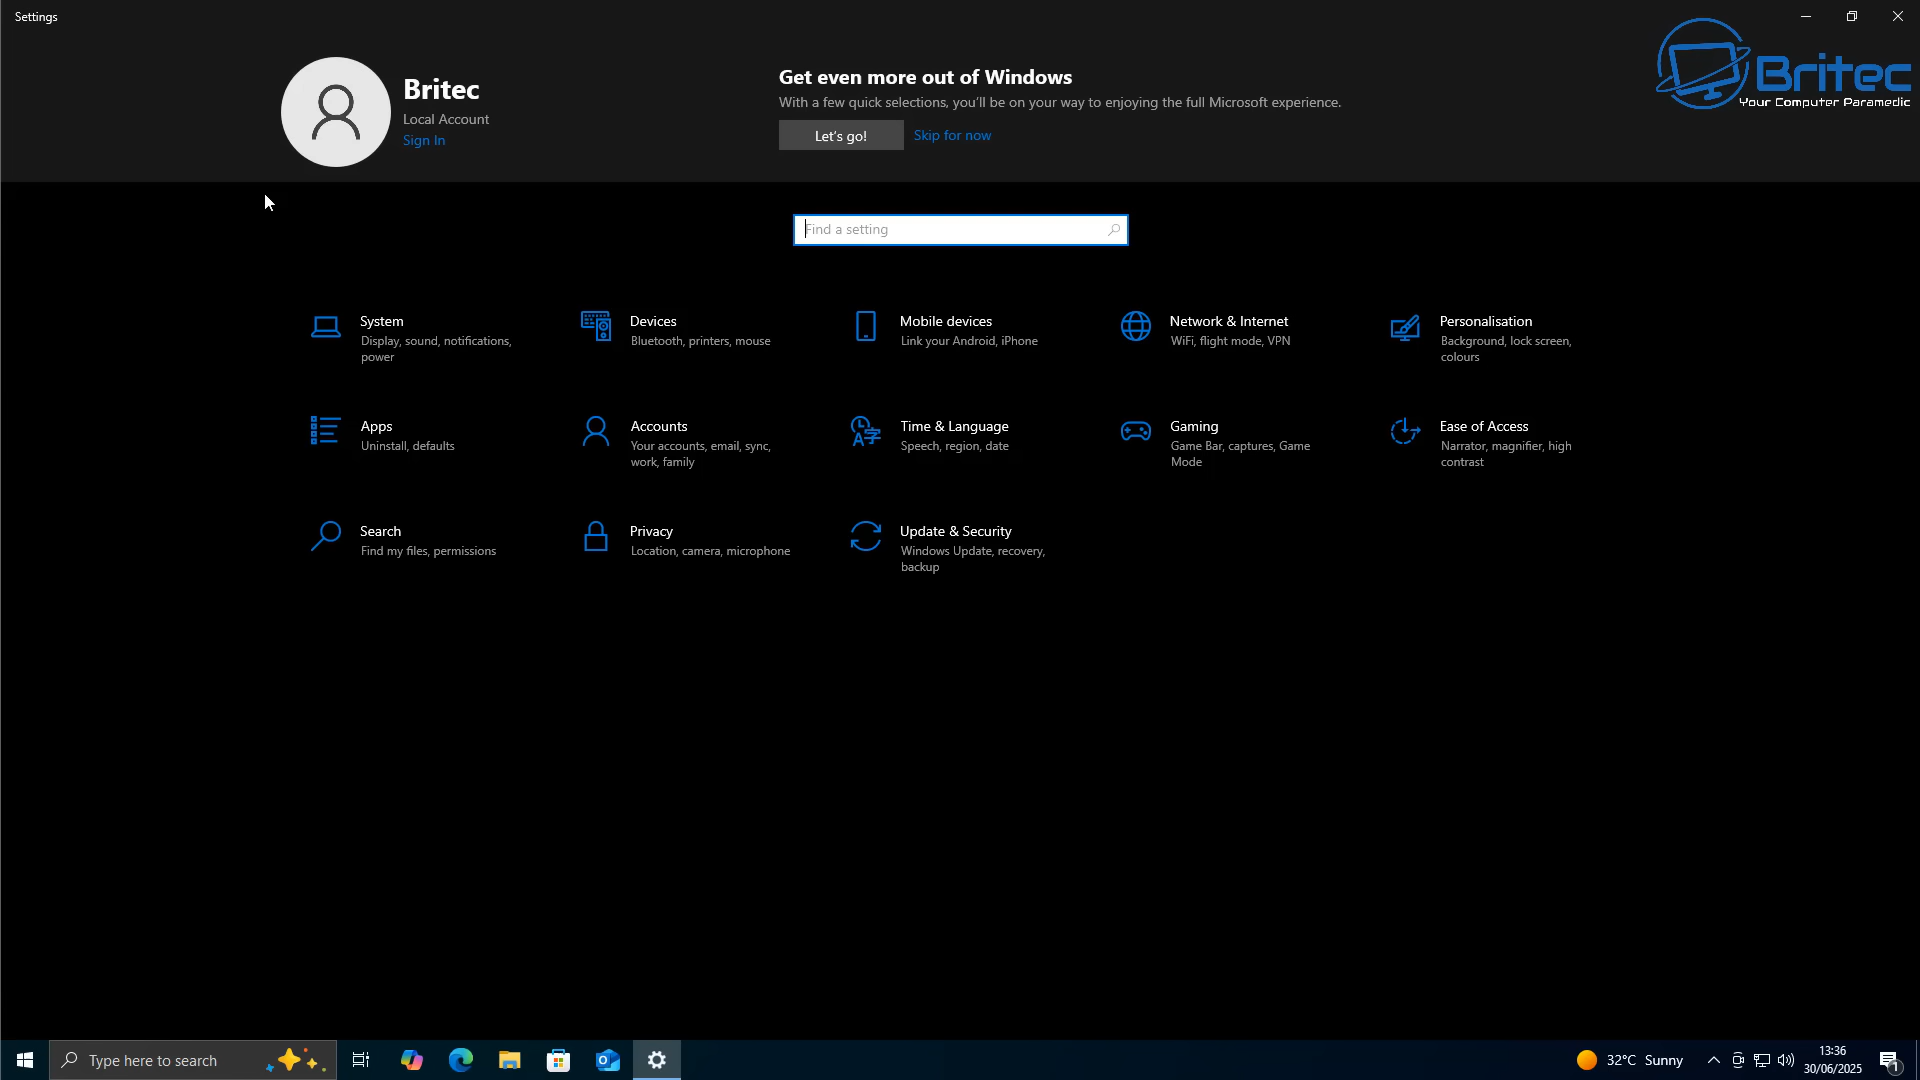 Settings
Britec
Your Computer Paramedic
Britec
Local Account
Sign In
Get even more out of Windows
With a few quick selections, you'll be on your way to enjoying the full Microsoft experience.
Let's go!
Skip for now
Find a setting
System
Display, sound, notifications,
power
Devices
Bluetooth, printers, mouse
Mobile devices
Link your Android, iPhone
Network & Internet
WiFi, flight mode, VPN
Personalisation
Background, lock screen,
colours
Apps
Uninstall, defaults
Accounts
Your accounts, email, sync,
work, family
Time & Language
Speech, region, date
Gaming
Game Bar, captures, Game
Mode
Ease of Access
Narrator, magnifier, high
contrast
Search
Find my files, permissions
Privacy
Location, camera, microphone
Update & Security
Windows Update, recovery,
backup
Type here to search
32°C Sunny
13:36
30/06/2025
1